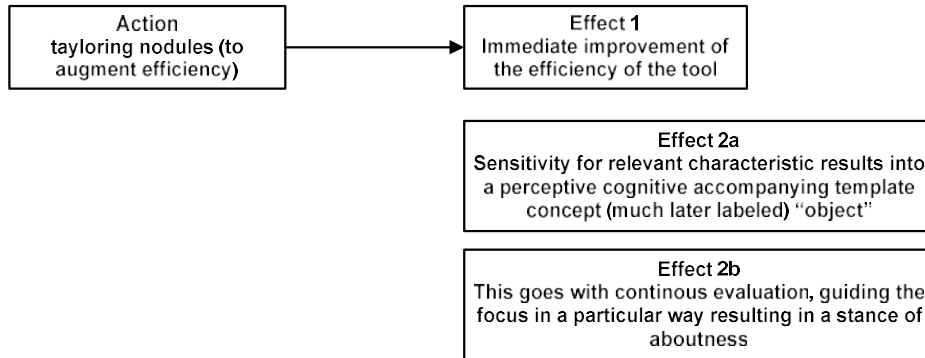 Action
tayloring nodules (to
augment efficiency)
Effect 1
Immediate improvement of
the efficiency of the tool
Effect 2a
Sensitivity for relevant characteristic results into
a perceptive cognitive accompanying template
concept (much later labeled) “object”
Effect 2b
This goes with continous evaluation, guiding the
focus in a particular way resulting in a stance of
aboutness